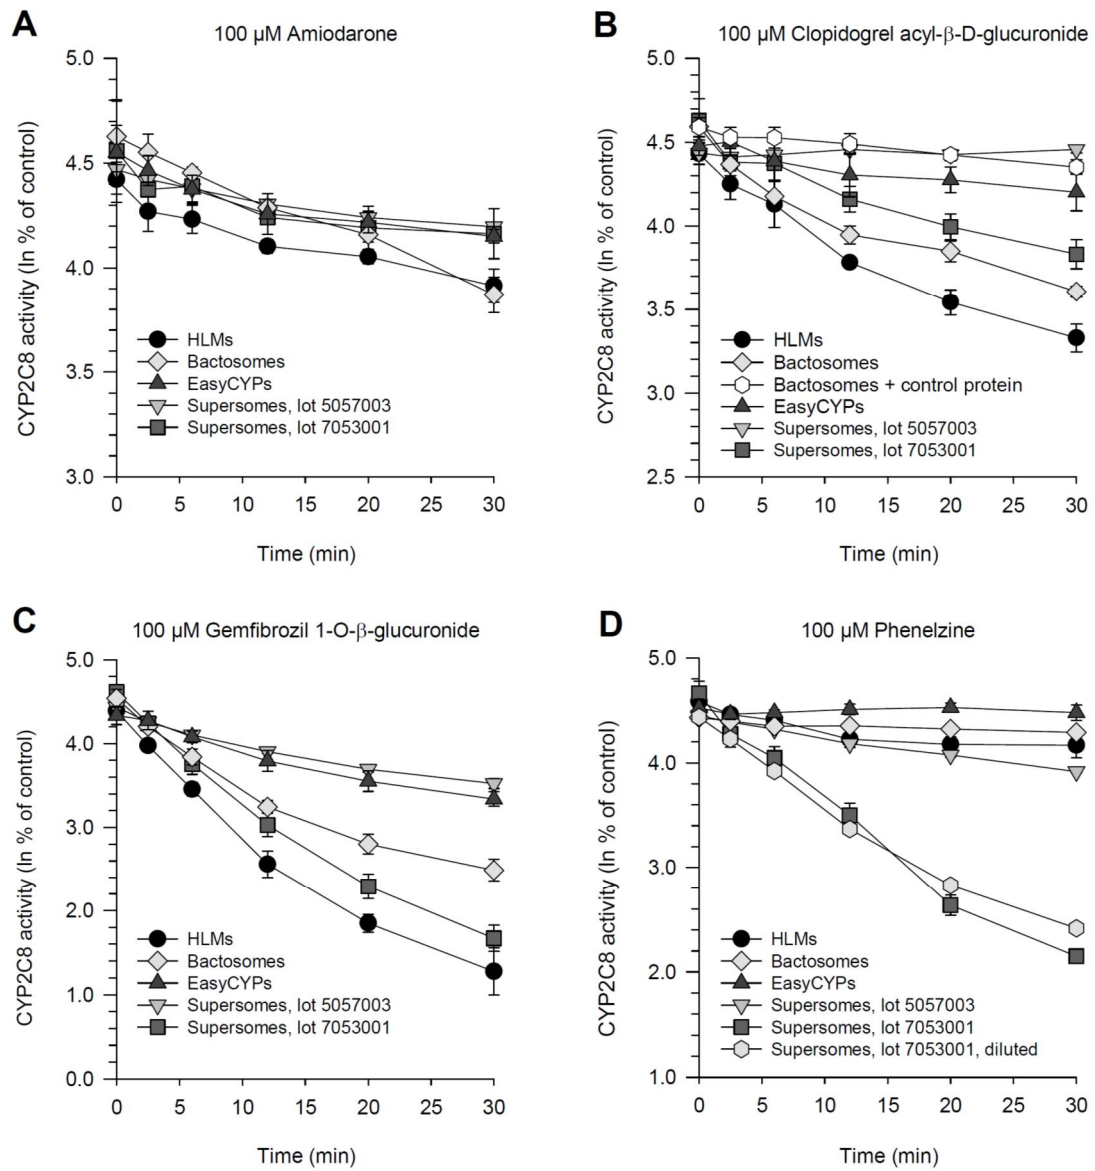 A
100 µM Amiodarone
CYP2C8 activity (ln % of control)
5.0
4.5
4.0
3.5
3.0
HLMs
Bactosomes
EasyCYPs
Supersomes, lot 5057003
Supersomes, lot 7053001
0 5 10 15 20 25 30
Time (min)
B
100 µM Clopidogrel acyl-β-D-glucuronide
CYP2C8 activity (ln % of control)
5.0
4.5
4.0
3.5
3.0
2.5
HLMs
Bactosomes
Bactosomes + control protein
EasyCYPs
Supersomes, lot 5057003
Supersomes, lot 7053001
0 5 10 15 20 25 30
Time (min)
C
100 µM Gemfibrozil 1-O-β-glucuronide
CYP2C8 activity (ln % of control)
5.0
4.0
3.0
2.0
1.0
0.0
HLMs
Bactosomes
EasyCYPs
Supersomes, lot 5057003
Supersomes, lot 7053001
0 5 10 15 20 25 30
Time (min)
D
100 µM Phenelzine
CYP2C8 activity (ln % of control)
5.0
4.0
3.0
2.0
1.0
HLMs
Bactosomes
EasyCYPs
Supersomes, lot 5057003
Supersomes, lot 7053001
Supersomes, lot 7053001, diluted
0 5 10 15 20 25 30
Time (min)